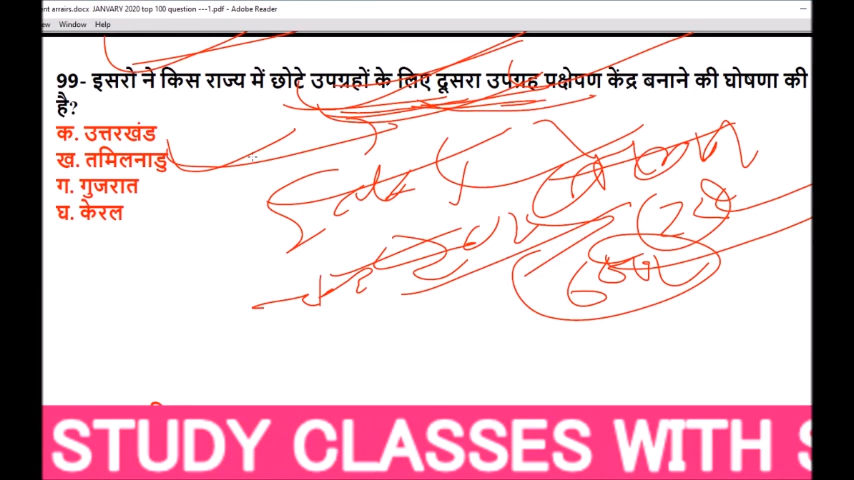 nt arrairs.docx JANVARY 2020 top 100 question ---1.pdf - Adobe Reader
ew Window Help
99- इसरो ने किस राज्य में छोटे उपग्रहों के लिए दूसरा उपग्रह प्रक्षेपण केंद्र बनाने की घोषणा की
है?
क. उत्तरखंड
ख. तमिलनाडु
ग. गुजरात
घ. केरल
STUDY CLASSES WITH S